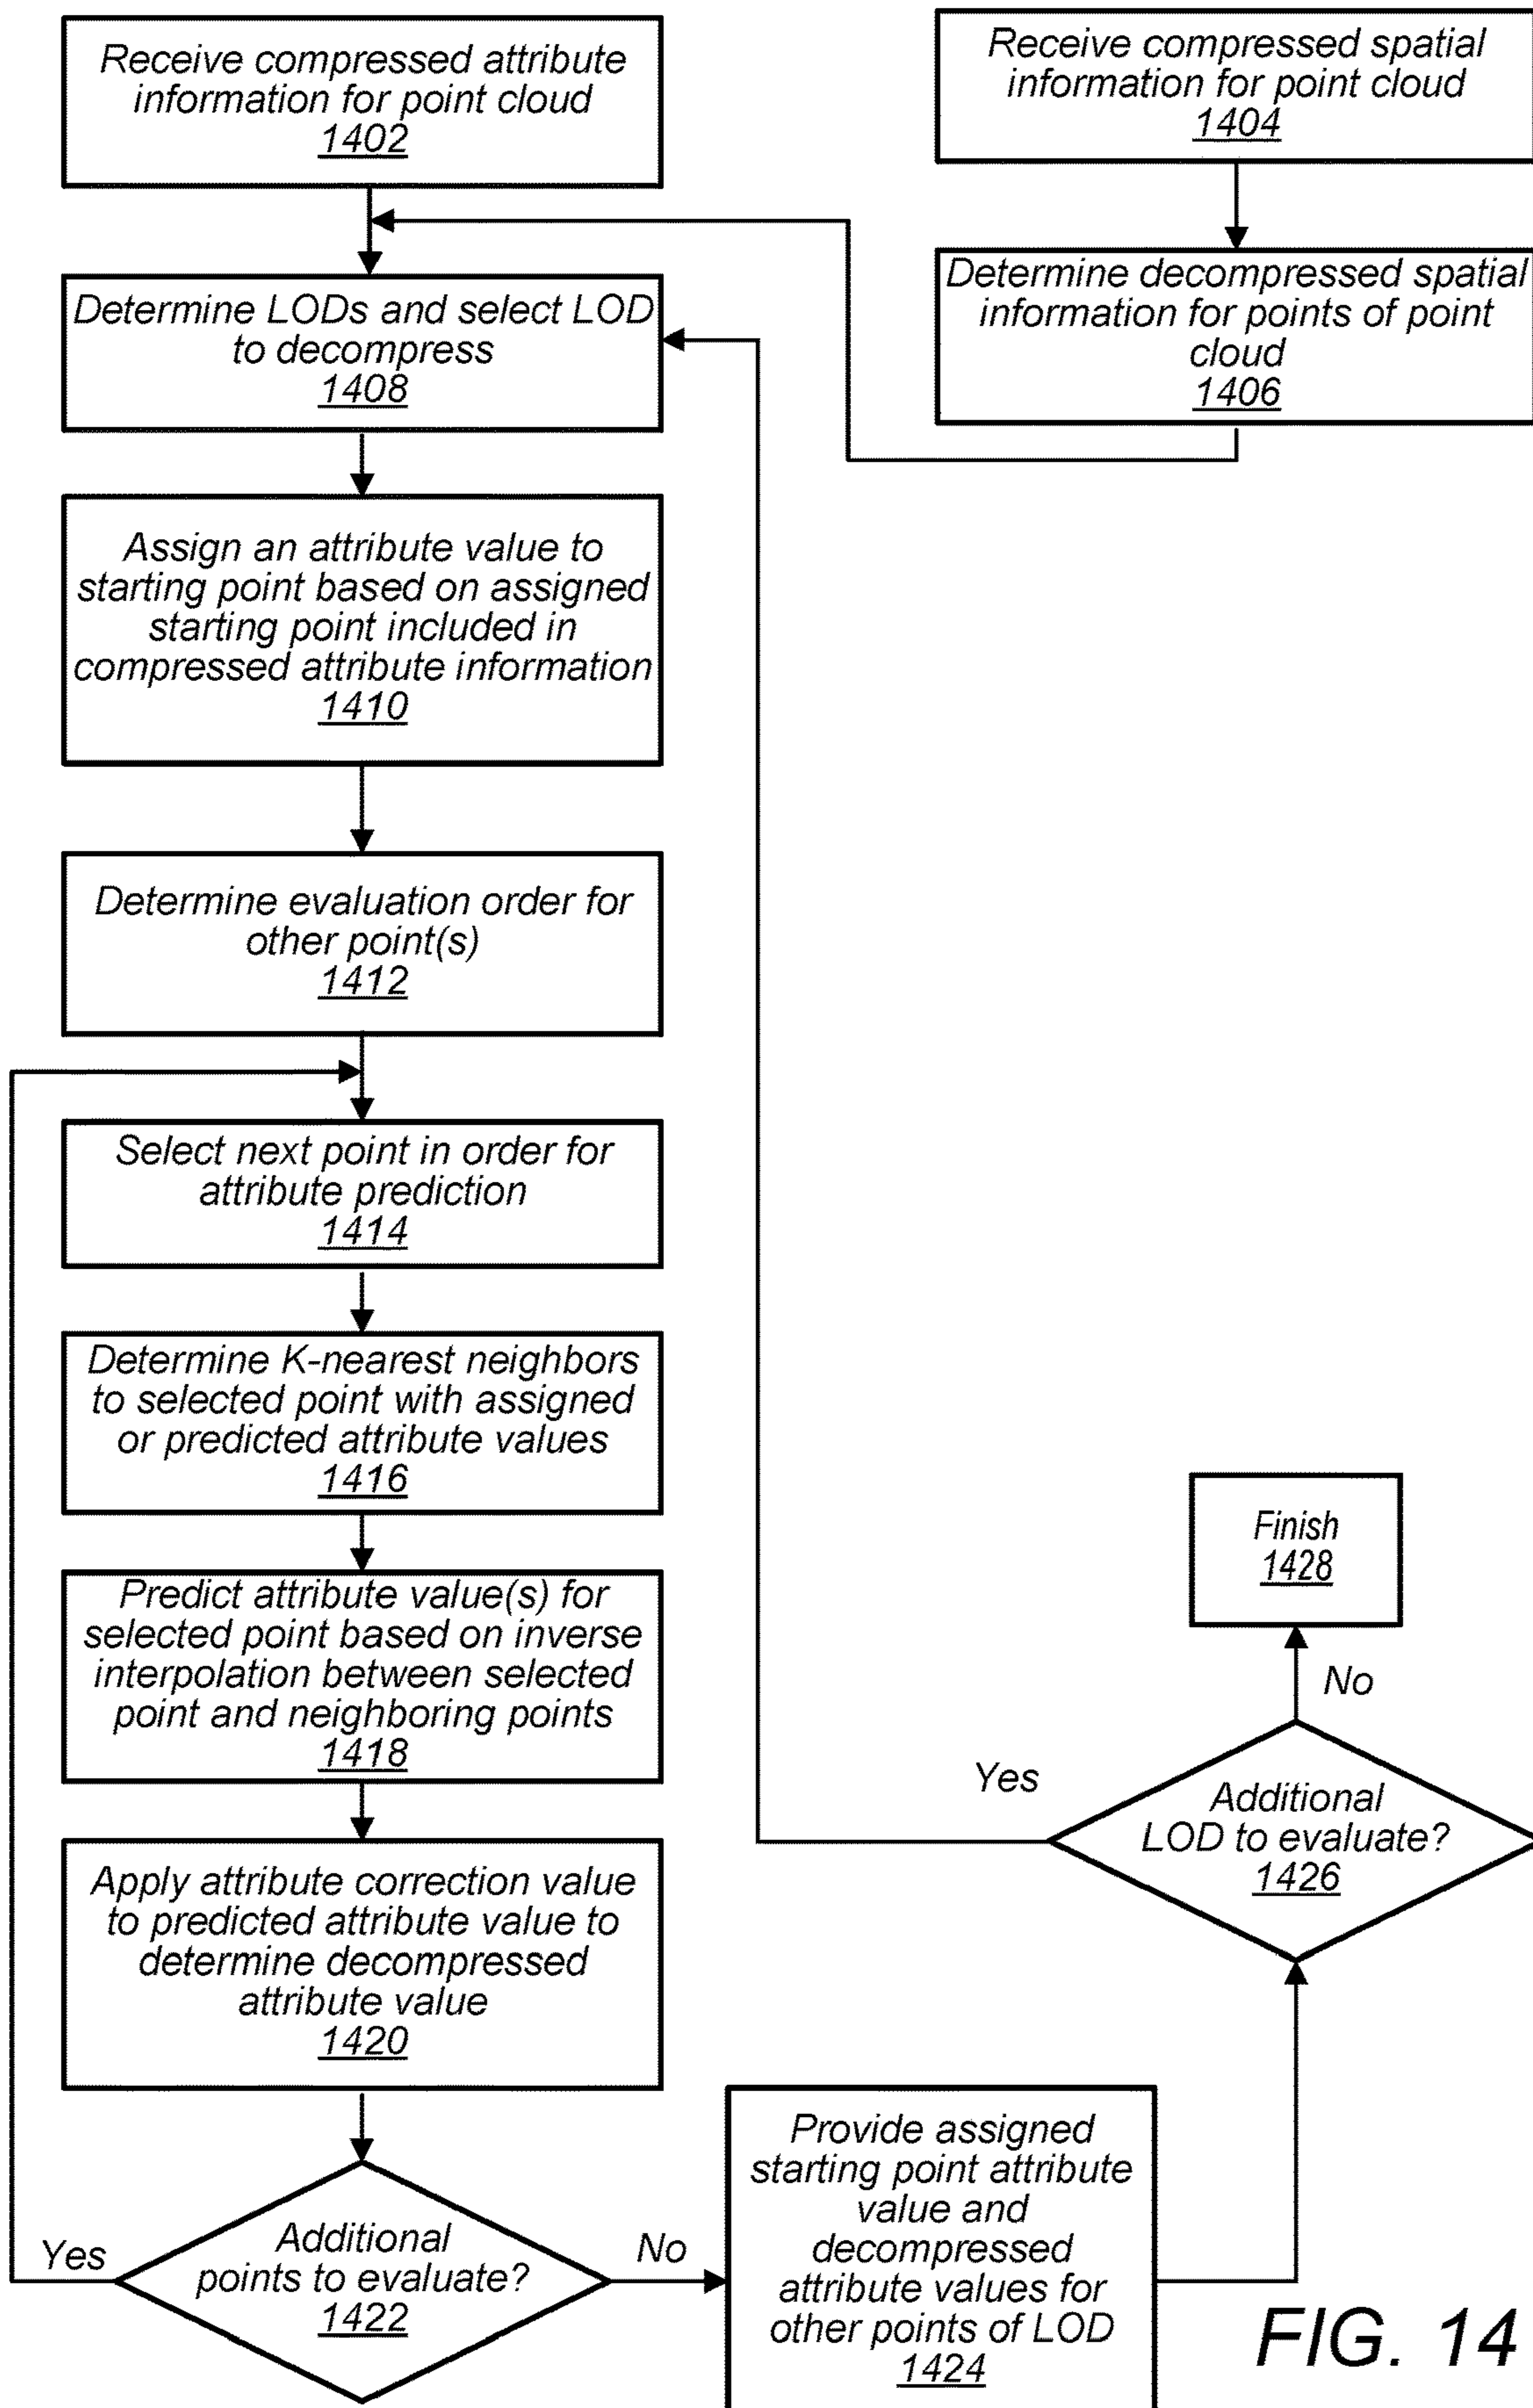 Receive compressed attribute
information for point cloud
1402
Receive compressed spatial
information for point cloud
1404
Determine decompressed spatial
information for points of point
cloud
1406
Determine LODs and select LOD
to decompress
1408
Assign an attribute value to
starting point based on assigned
starting point included in
compressed attribute information
1410
Determine evaluation order for
other point(s)
1412
Select next point in order for
attribute prediction
1414
Determine K-nearest neighbors
to selected point with assigned
or predicted attribute values
1416
Predict attribute value(s) for
selected point based on inverse
interpolation between selected
point and neighboring points
1418
Apply attribute correction value
to predicted attribute value to
determine decompressed
attribute value
1420
Additional
points to evaluate?
1422
Yes
No
Provide assigned
starting point attribute
value and
decompressed
attribute values for
other points of LOD
1424
Additional
LOD to evaluate?
1426
Yes
No
Finish
1428
FIG. 14